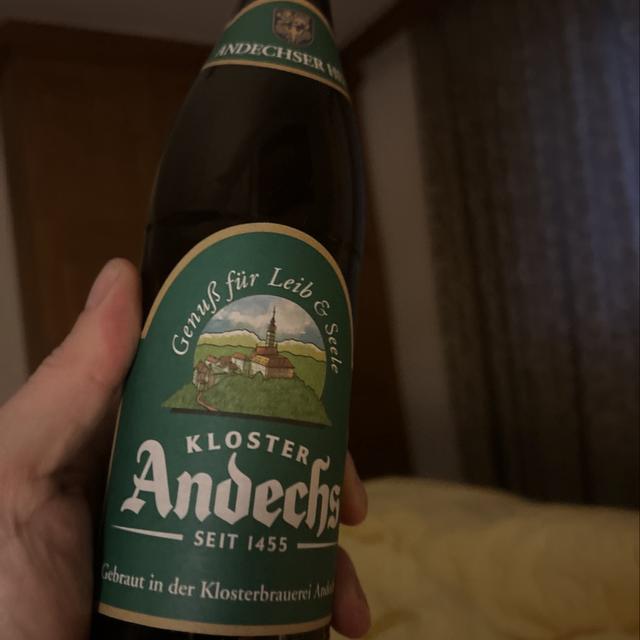 ANDECHSER
Genuß für Leib & Seele
KLOSTER
Andechs
SEIT 1455
Gebraut in der Klosterbrauerei